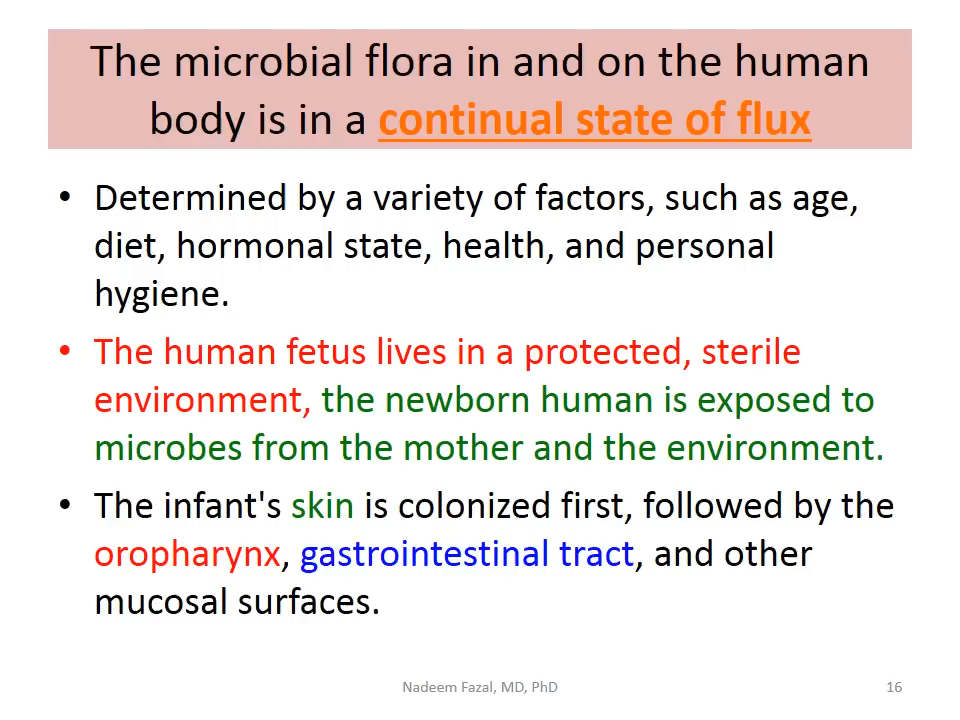 The microbial flora in and on the human
body is in a continual state of flux
• Determined by a variety of factors, such as age,
diet, hormonal state, health, and personal
hygiene.
• The human fetus lives in a protected, sterile
environment, the newborn human is exposed to
microbes from the mother and the environment.
• The infant's skin is colonized first, followed by the
oropharynx, gastrointestinal tract, and other
mucosal surfaces.
Nadeem Fazal, MD, PhD
16